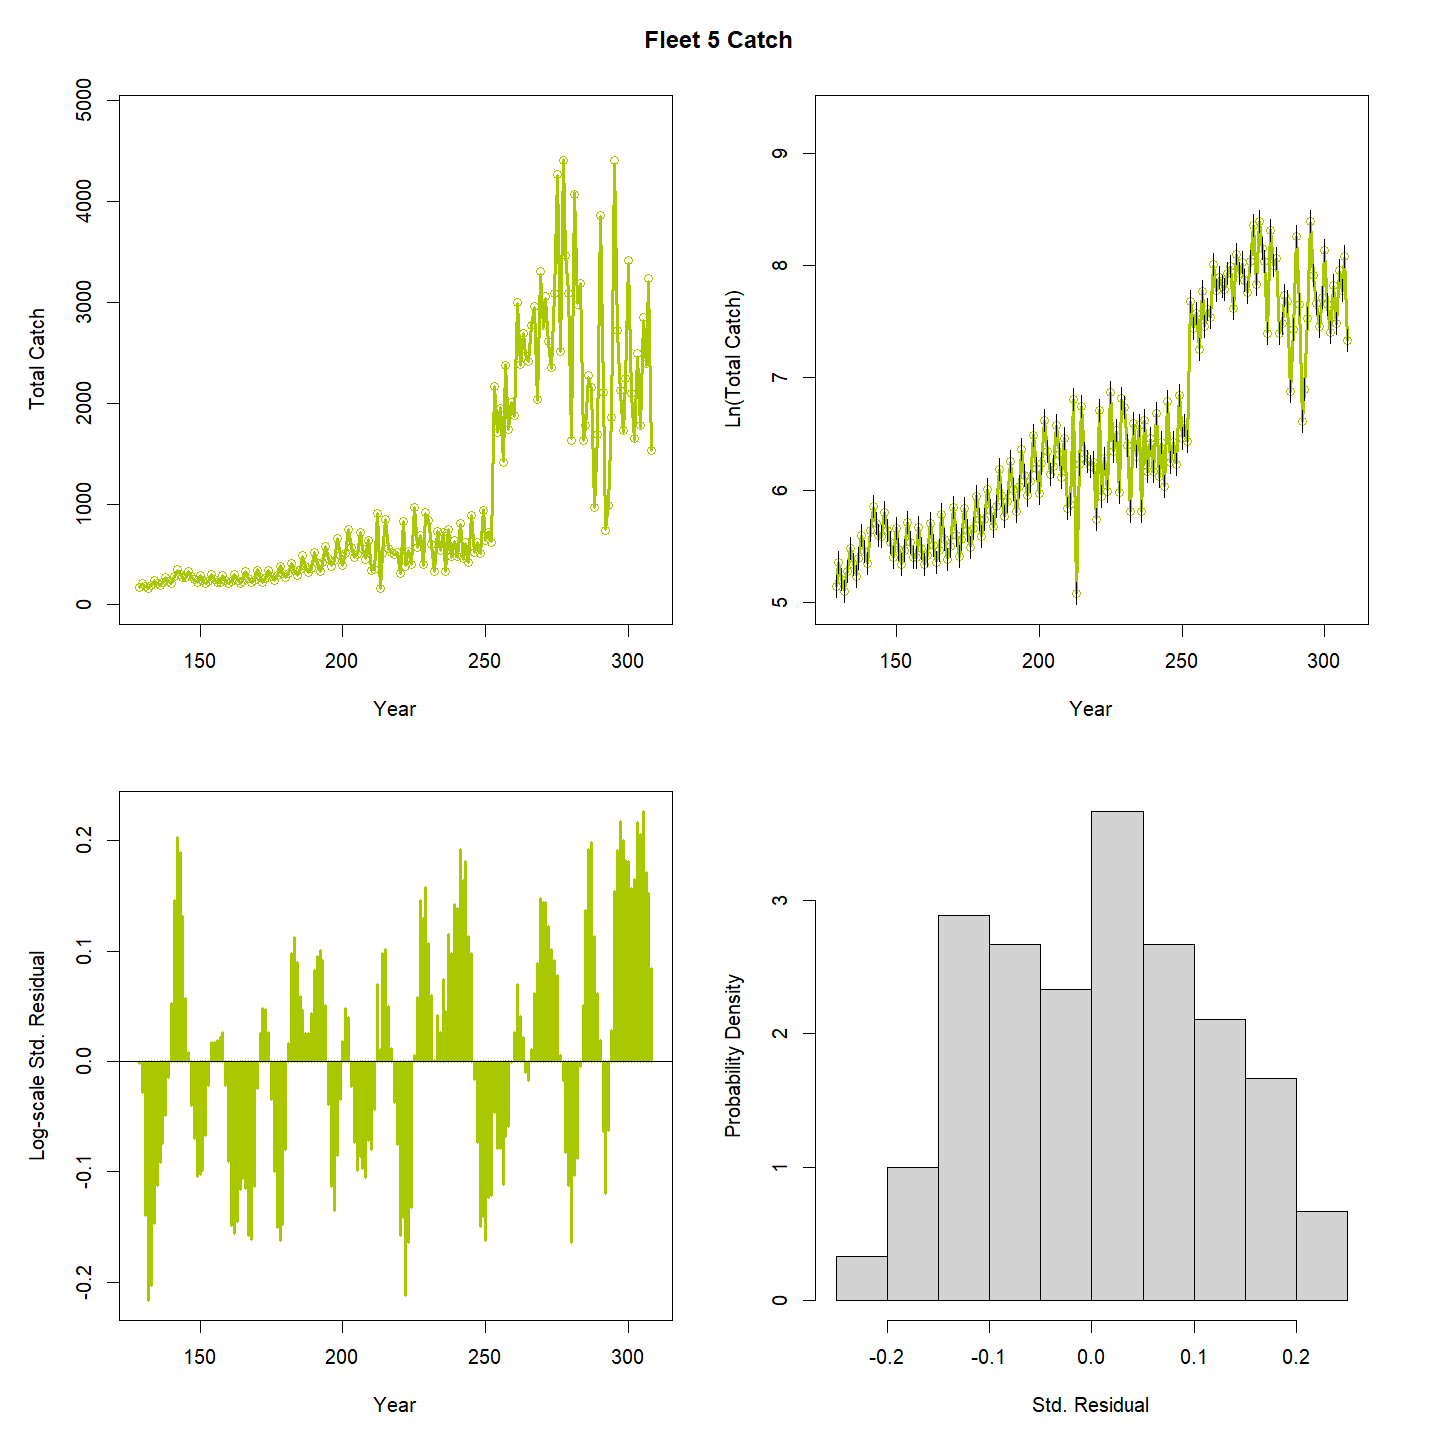 Fleet 5 Catch
Total Catch
0 1000 2000 3000 4000 5000
150 200 250 300
Year
Ln(Total Catch)
5 6 7 8 9
150 200 250 300
Year
Log-scale Std. Residual
-0.2 -0.1 0.0 0.1 0.2
150 200 250 300
Year
Probability Density
0 1 2 3
-0.2 -0.1 0.0 0.1 0.2
Std. Residual